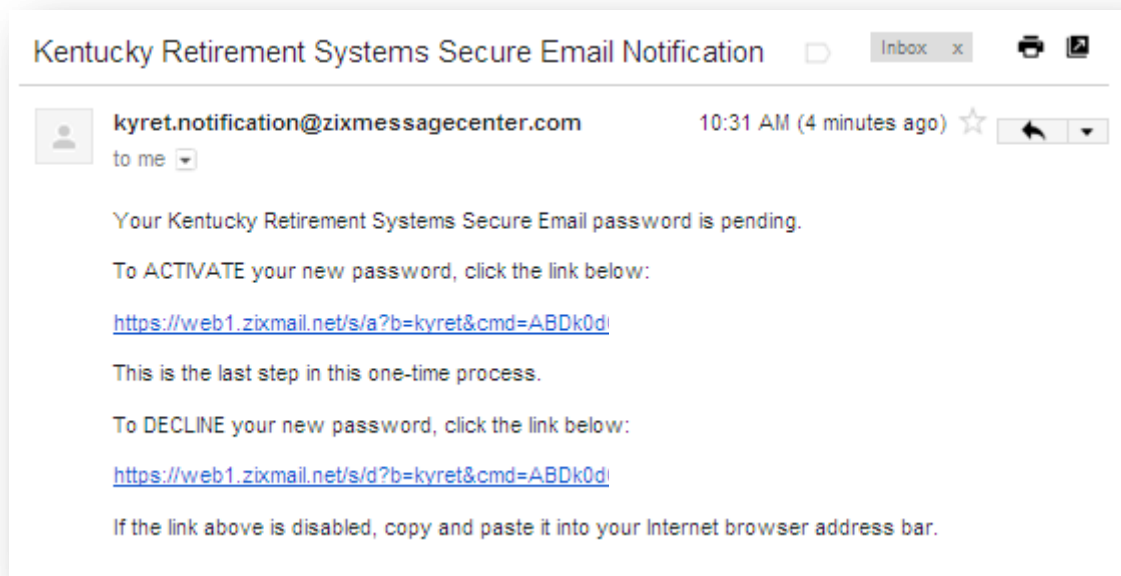 Kentucky Retirement Systems Secure Email Notification
Inbox x
kyret.notification@zixmessagecenter.com 10:31 AM (4 minutes ago)
to me
Your Kentucky Retirement Systems Secure Email password is pending.
To ACTIVATE your new password, click the link below:
https://web1.zixmail.net/s/a?b=kyret&cmd=ABDk0d
This is the last step in this one-time process.
To DECLINE your new password, click the link below:
https://web1.zixmail.net/s/d?b=kyret&cmd=ABDk0d
If the link above is disabled, copy and paste it into your Internet browser address bar.